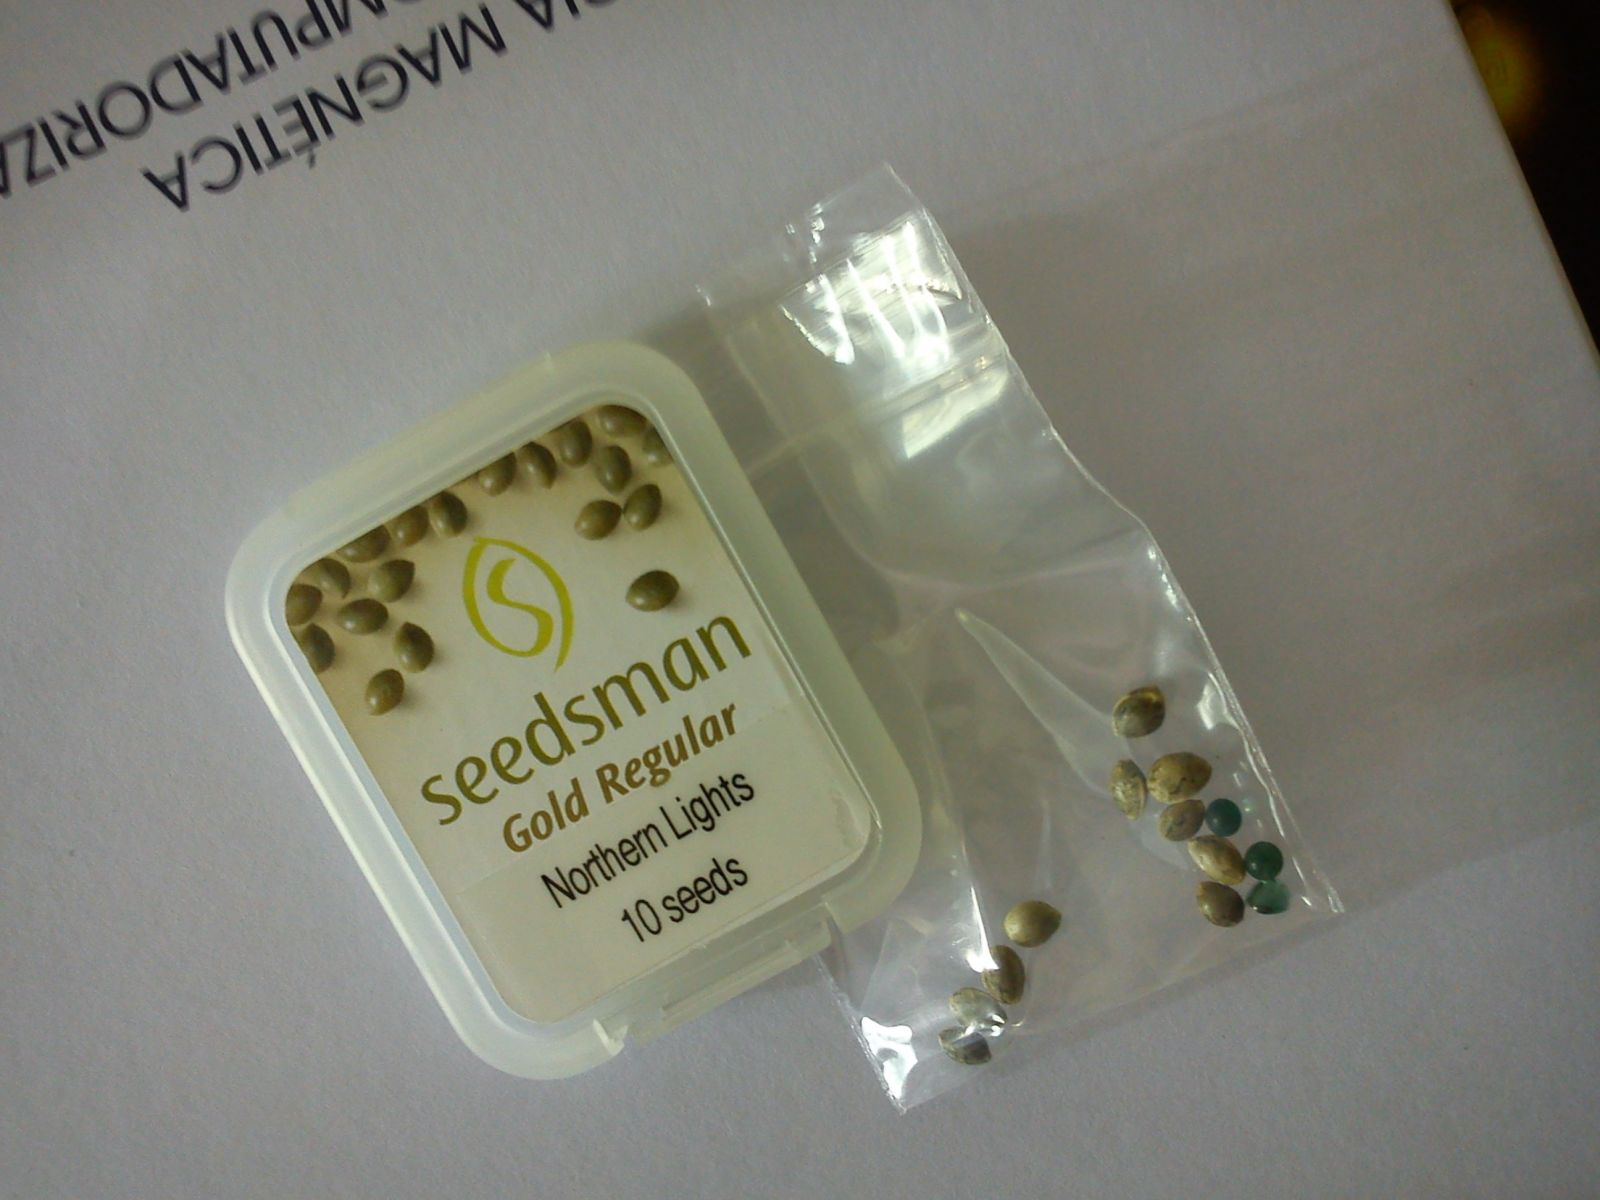 MAGNÉTICA
seedsman
Gold Regular
Northern Lights
10 seeds